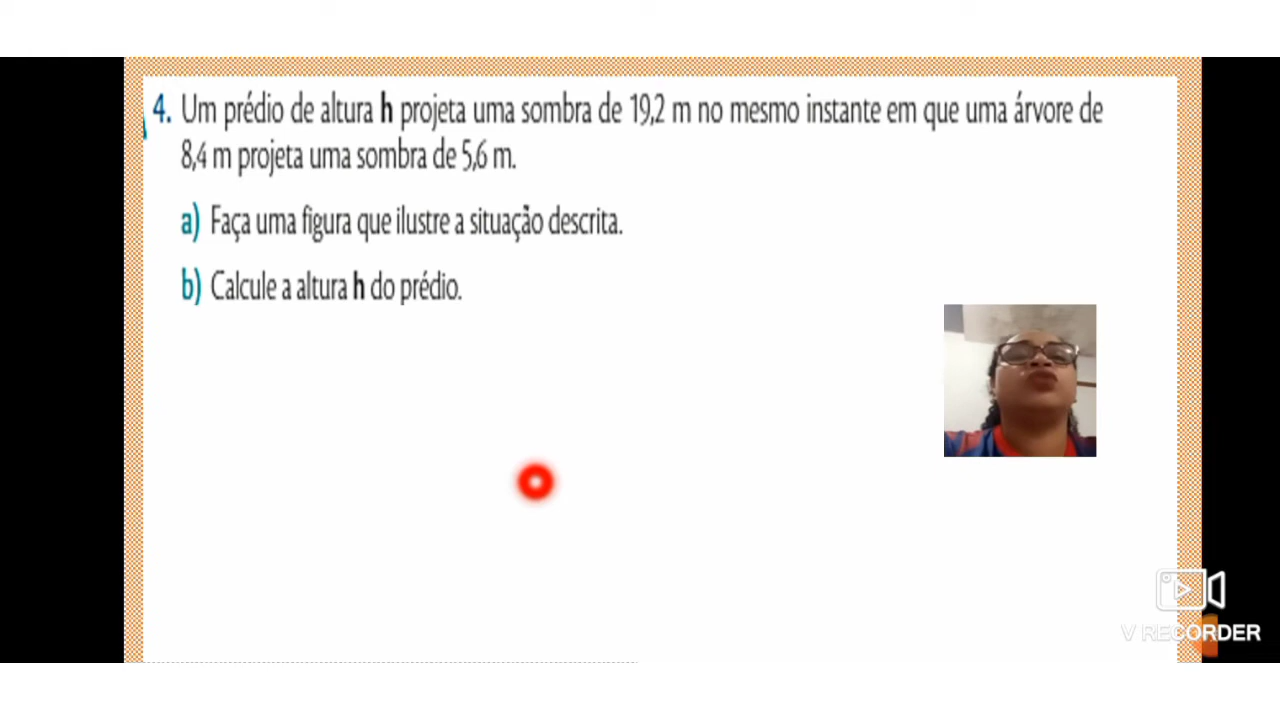 4. Um prédio de altura h projeta uma sombra de 19,2 m no mesmo instante em que uma árvore de
8,4 m projeta uma sombra de 5,6 m.
a) Faça uma figura que ilustre a situação descrita.
b) Calcule a altura h do prédio.
V RECORDER